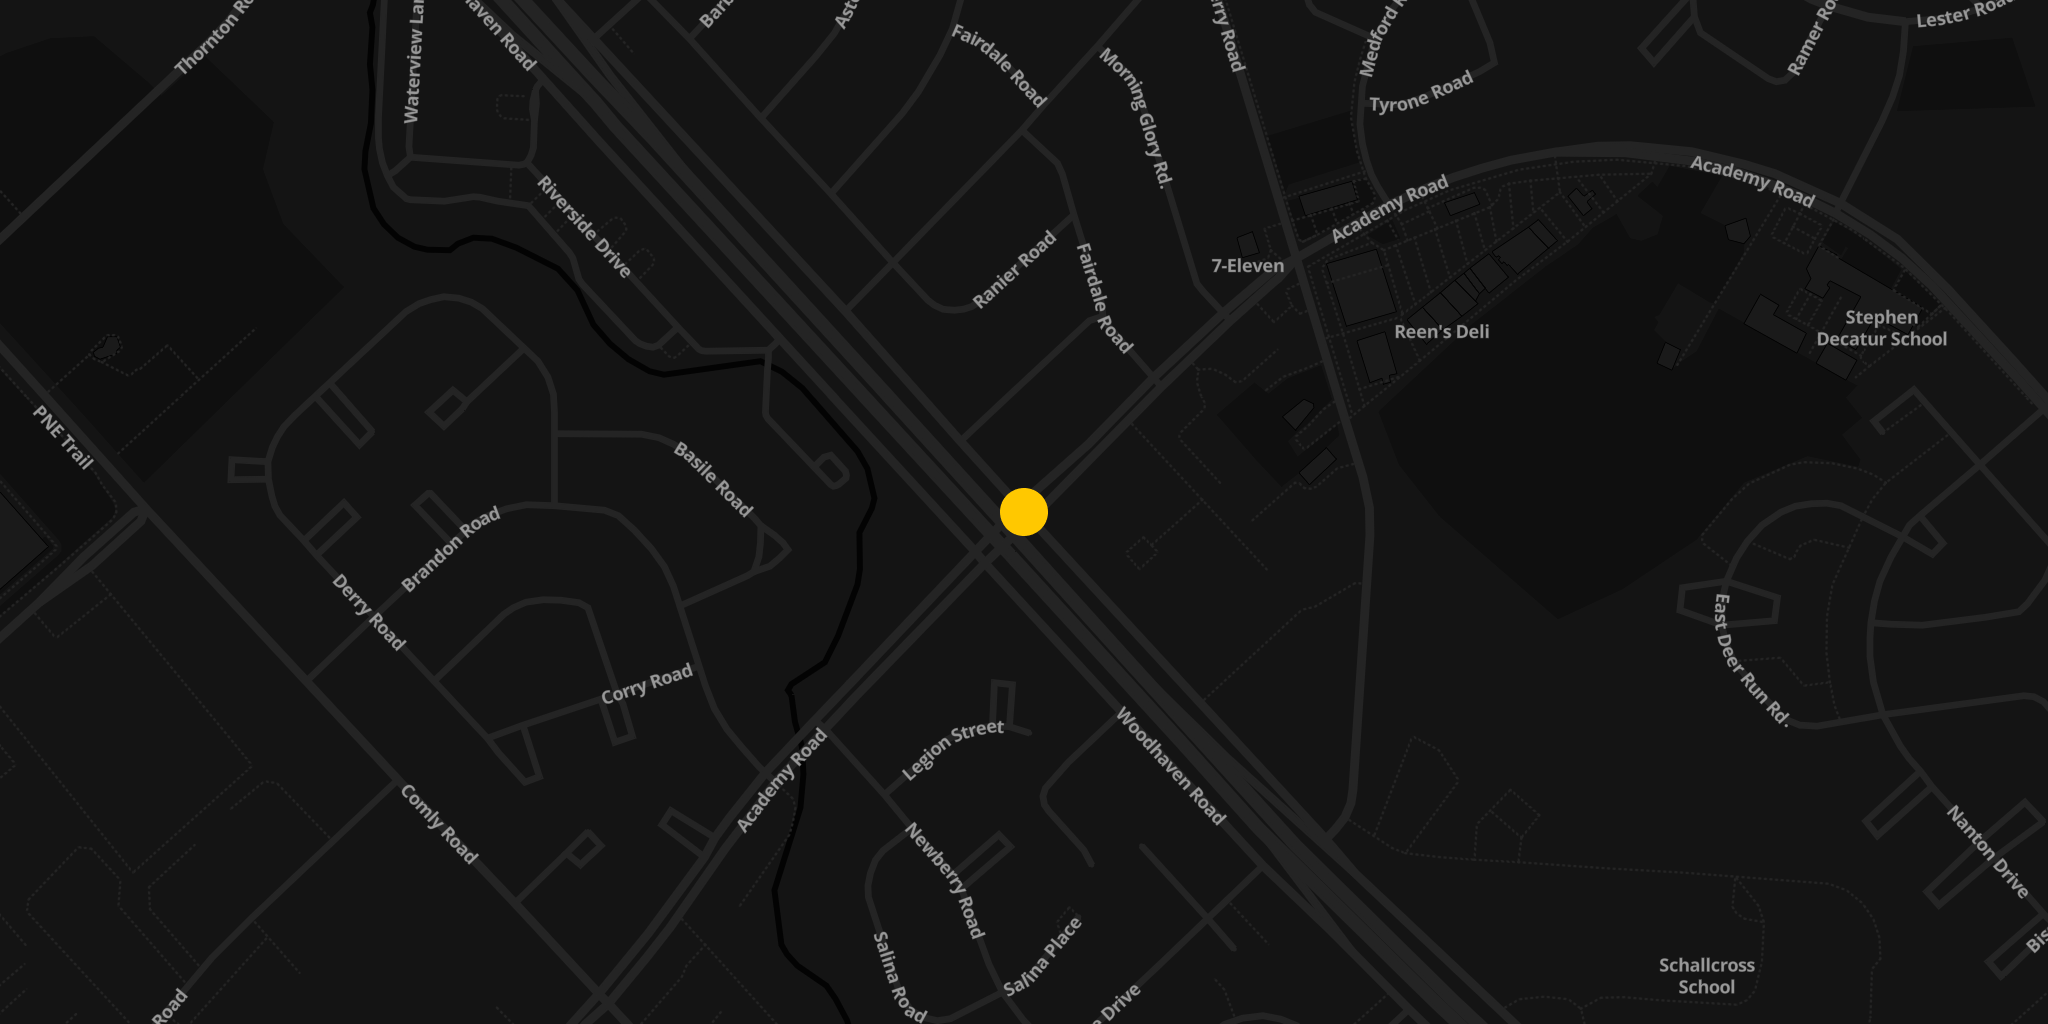 Thornton
Waterview
haven Road
Fairdale Road
Morning Glory Rd.
Road
Medford
Tyrone Road
Lester Road
Academy Road
Academy Road
Riverside Drive
Ranier Road
Fairdale Road
7-Eleven
Reen's Deli
Stephen
Decatur School
PNE Trail
Basile Road
Brandon Road
Derry Road
Corry Road
East Deer Run Rd.
Legion Street
Woodhaven Road
Academy Road
Comly Road
Newberry Road
Nanton Drive
Salina Road
Salina Place
Drive
Road
Schallcross
School